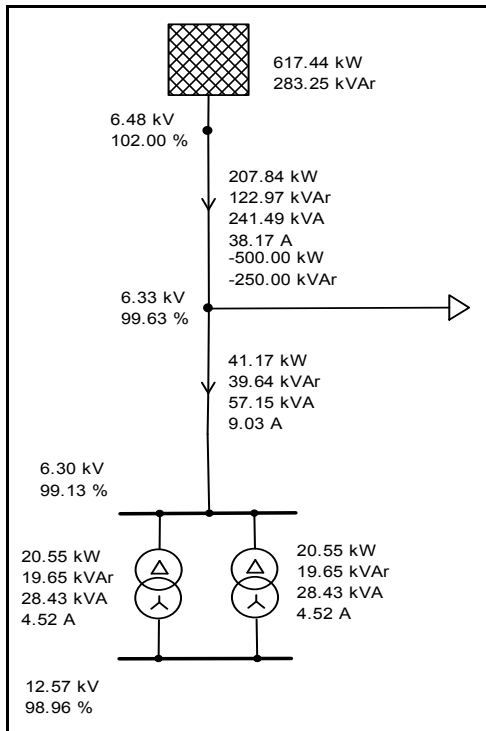 617.44 kW
283.25 kVAr
6.48 kV
102.00 %
207.84 kW
122.97 kVAr
241.49 kVA
38.17 A
-500.00 kW
-250.00 kVAr
6.33 kV
99.63 %
41.17 kW
39.64 kVAr
57.15 kVA
9.03 A
6.30 kV
99.13 %
20.55 kW
19.65 kVAr
28.43 kVA
4.52 A
20.55 kW
19.65 kVAr
28.43 kVA
4.52 A
12.57 kV
98.96 %